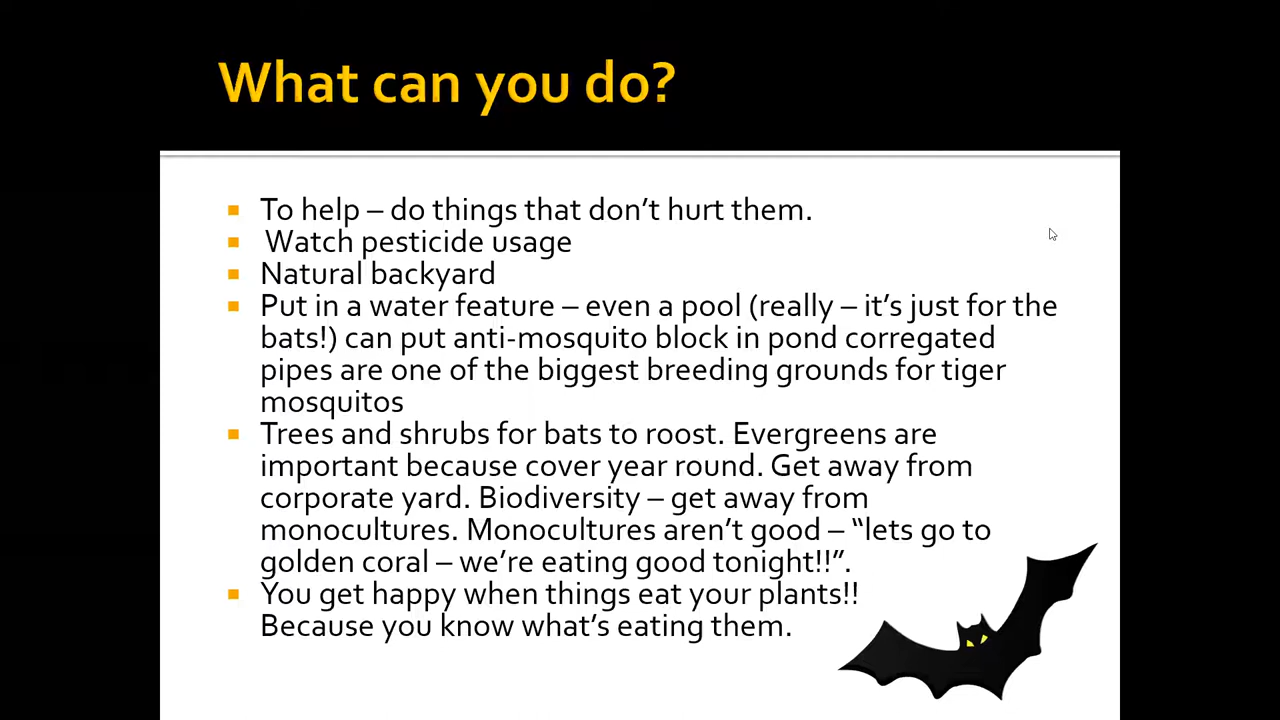 What can you do?
To help – do things that don’t hurt them.
Watch pesticide usage
Natural backyard
Put in a water feature – even a pool (really – it’s just for the
bats!) can put anti-mosquito block in pond corregated
pipes are one of the biggest breeding grounds for tiger
mosquitos
Trees and shrubs for bats to roost. Evergreens are
important because cover year round. Get away from
corporate yard. Biodiversity – get away from
monocultures. Monocultures aren’t good – “lets go to
golden coral – we’re eating good tonight!!”.
You get happy when things eat your plants!!
Because you know what’s eating them.